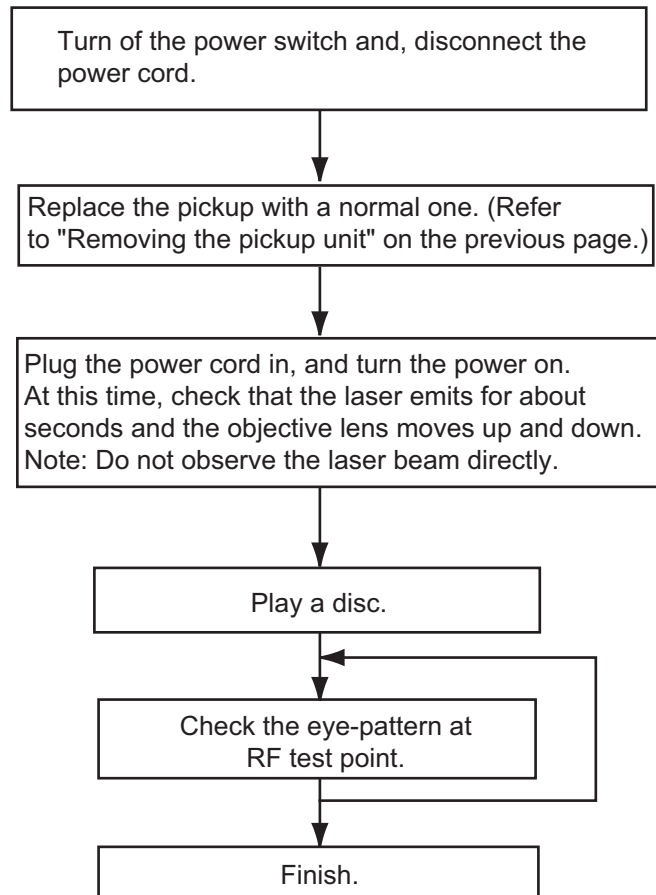 Turn of the power switch and, disconnect the
power cord.
Replace the pickup with a normal one. (Refer
to "Removing the pickup unit" on the previous page.)
Plug the power cord in, and turn the power on.
At this time, check that the laser emits for about
seconds and the objective lens moves up and down.
Note: Do not observe the laser beam directly.
Play a disc.
Check the eye-pattern at
RF test point.
Finish.